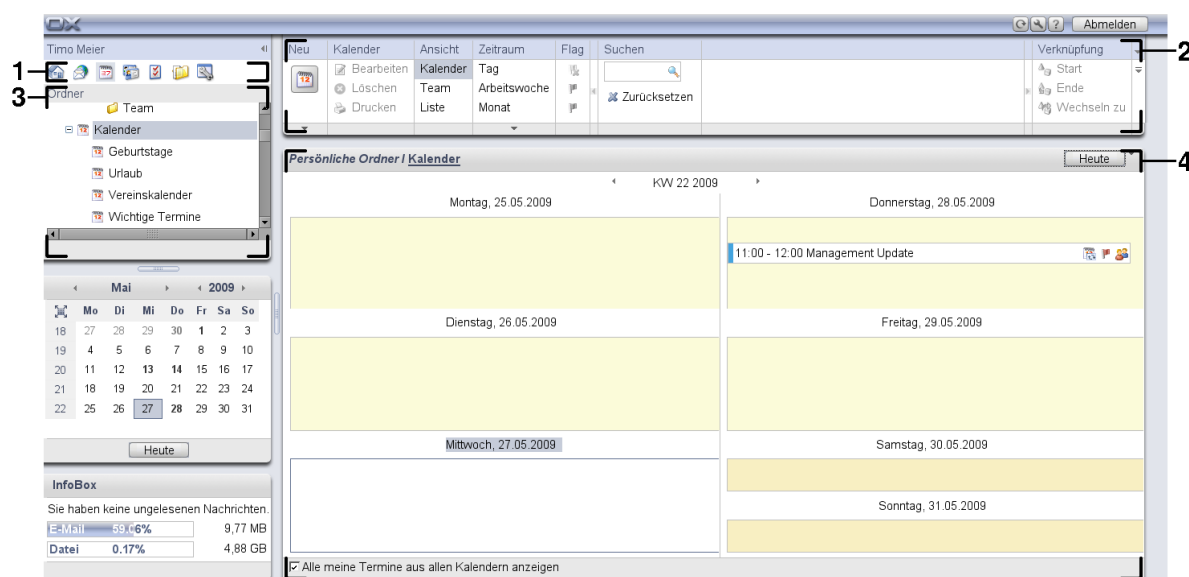 OX
Abmelden
Timo Meier
1
3
Ordner
Team
Kalender
Geburtstage
Urlaub
Vereinskalender
Wichtige Termine
Neu Kalender Ansicht Zeitraum Flag Suchen Verknüpfung
2
Bearbeiten Kalender Tag Start
Löschen Team Arbeitswoche Zurücksetzen Ende
Drucken Liste Monat Wechseln zu
Persönliche Ordner / Kalender Heute
4
KW 22 2009
Montag, 25.05.2009 Donnerstag, 28.05.2009
11:00 - 12:00 Management Update
Dienstag, 26.05.2009 Freitag, 29.05.2009
Mittwoch, 27.05.2009 Samstag, 30.05.2009
Sonntag, 31.05.2009
Alle meine Termine aus allen Kalendern anzeigen
Mai 2009
Mo Di Mi Do Fr Sa So
18 27 28 29 30 1 2 3
19 4 5 6 7 8 9 10
20 11 12 13 14 15 16 17
21 18 19 20 21 22 23 24
22 25 26 27 28 29 30 31
Heute
InfoBox
Sie haben keine ungelesenen Nachrichten.
E-Mail 59.06% 9,77 MB
Datei 0.17% 4,88 GB